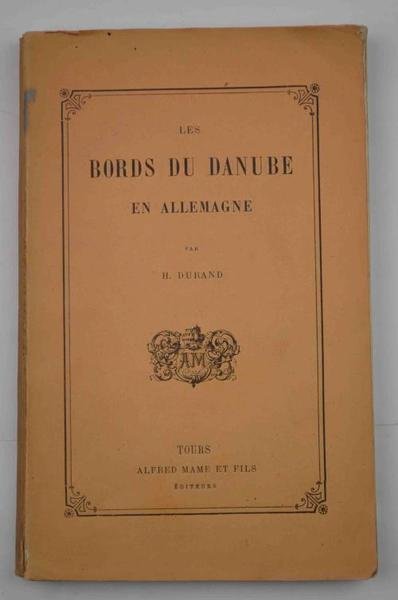 LES
BORDS DU DANUBE
EN ALLEMAGNE
PAR
H. DURAND
AM
TOURS
ALFRED MAME ET FILS
ÉDITEURS